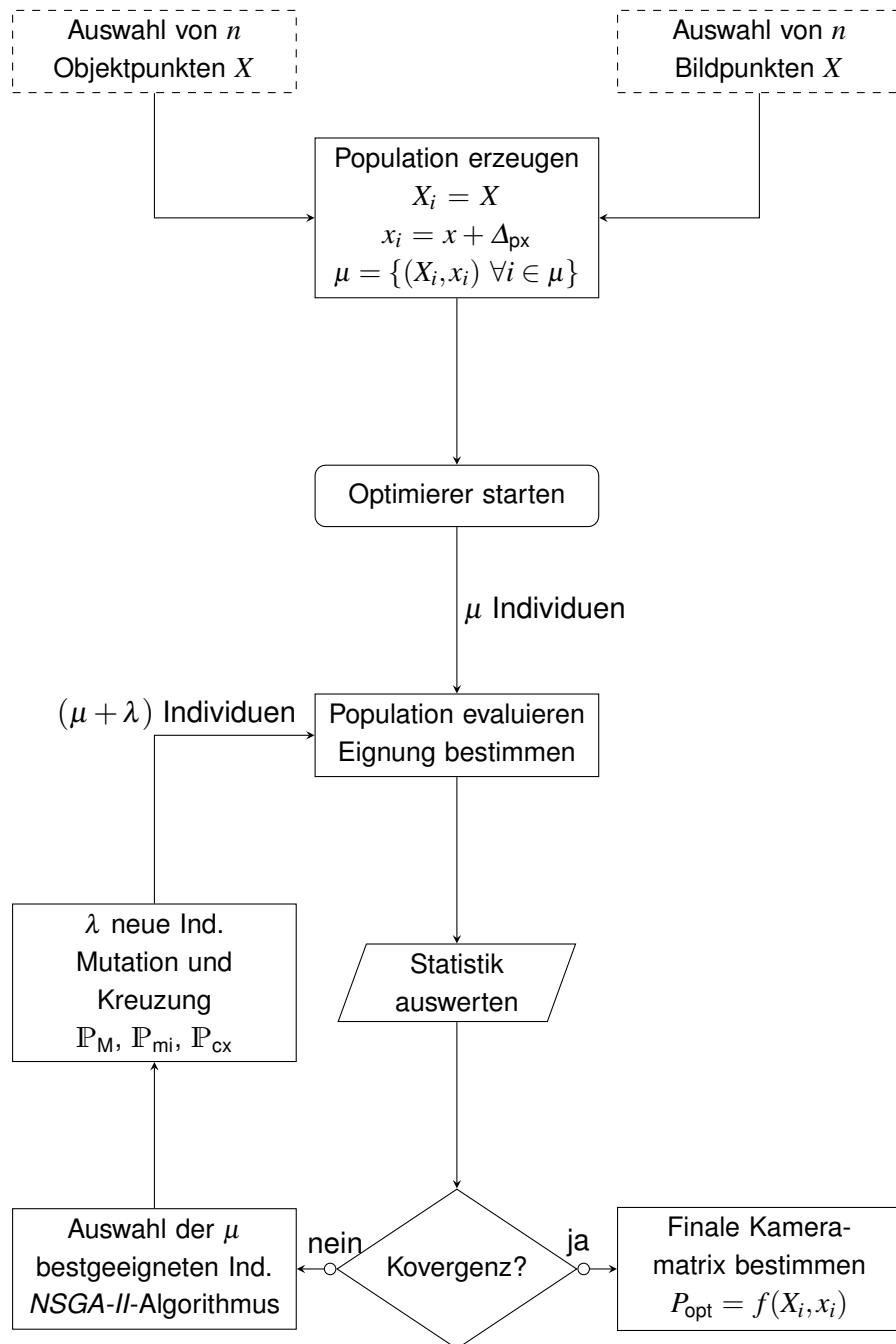 Auswahl von n
Objektpunkten X
Auswahl von n
Bildpunkten X
Population erzeugen
X_i = X
x_i = x + Δ_px
μ = {(X_i, x_i) ∀i ∈ μ}
Optimierer starten
μ Individuen
(μ + λ) Individuen
Population evaluieren
Eignung bestimmen
λ neue Ind.
Mutation und
Kreuzung
ℙ_M, ℙ_mi, ℙ_cx
Statistik
auswerten
Auswahl der μ
bestgeeigneten Ind.
NSGA-II-Algorithmus
nein
Kovergenz?
ja
Finale Kamera-
matrix bestimmen
P_opt = f(X_i, x_i)